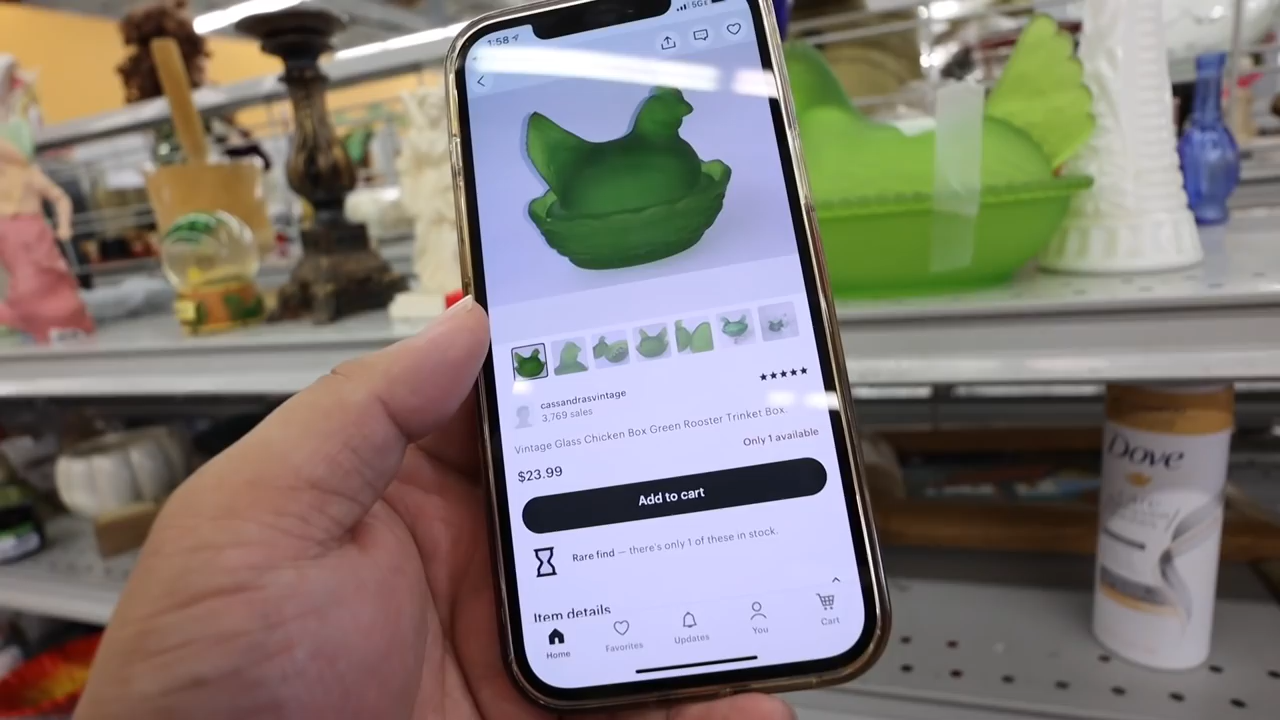 1:58
5GE
cassandrasvintage
3,769 sales
Vintage Glass Chicken Box Green Rooster Trinket Box.
$23.99
Only 1 available
Add to cart
Rare find — there's only 1 of these in stock.
Item details
Home
Favorites
Updates
You
Cart
Dove